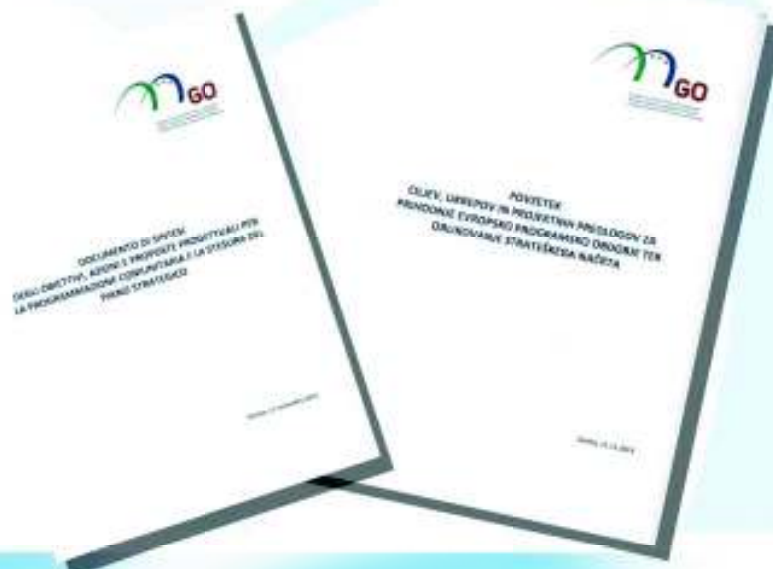 GO
DOCUMENTO DI SINTESI
DEGLI OBIETTIVI, AZIONI E PROPOSTE PROGETTUALI PER
LA PROGRAMMAZIONE COMUNITARIA E LA STESURA DEL
PIANO STRATEGICO
GO
POVZETEK
CILJEV, UKREPOV IN PROJEKTNIH PREDLOGOV ZA
PRIHODNJE EVROPSKO PROGRAMSKO OBDOBJE TER
OBLIKOVANJE STRATEŠKEGA NAČRTA